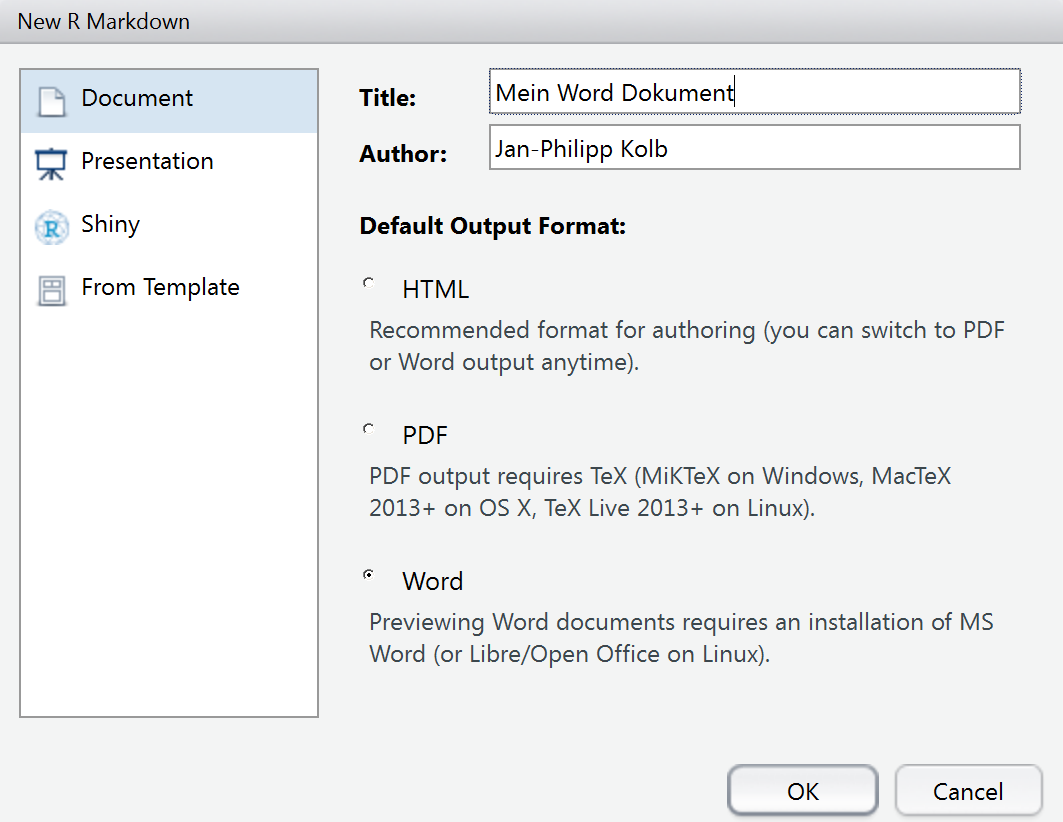 New R Markdown
Document
Presentation
Shiny
From Template
Title:
Mein Word Dokument
Author:
Jan-Philipp Kolb
Default Output Format:
HTML
Recommended format for authoring (you can switch to PDF
or Word output anytime).
PDF
PDF output requires TeX (MiKTeX on Windows, MacTeX
2013+ on OS X, TeX Live 2013+ on Linux).
Word
Previewing Word documents requires an installation of MS
Word (or Libre/Open Office on Linux).
OK
Cancel